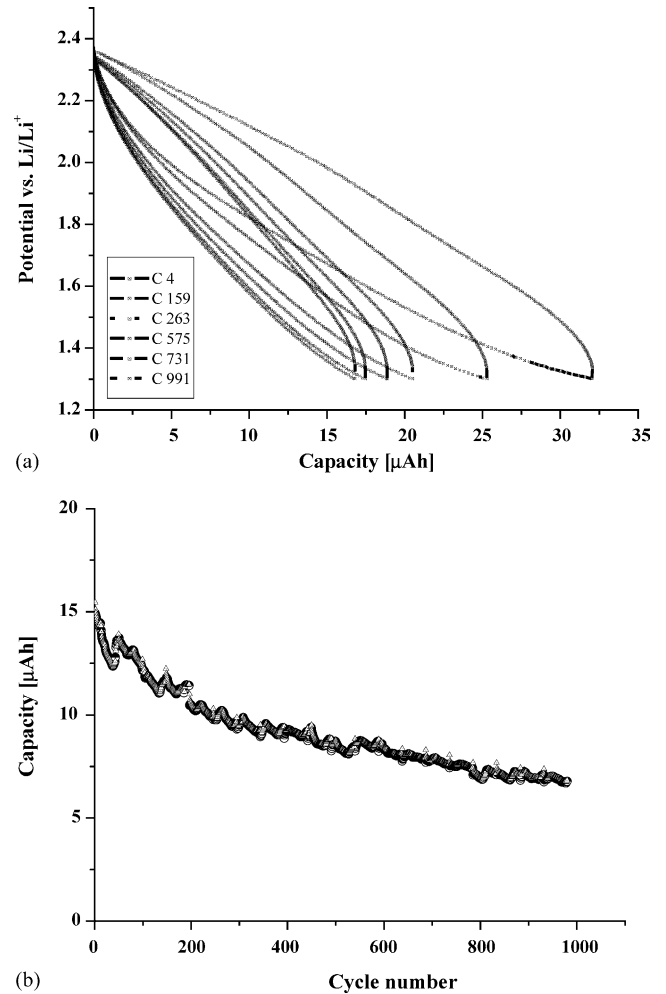 2.4
2.2
2.0
1.8
1.6
1.4
1.2
Potential vs. Li/Li+
C 4
C 159
C 263
C 575
C 731
C 991
0 5 10 15 20 25 30 35
(a)
Capacity [µAh]
20
15
10
5
0
Capacity [µAh]
0 200 400 600 800 1000
(b)
Cycle number